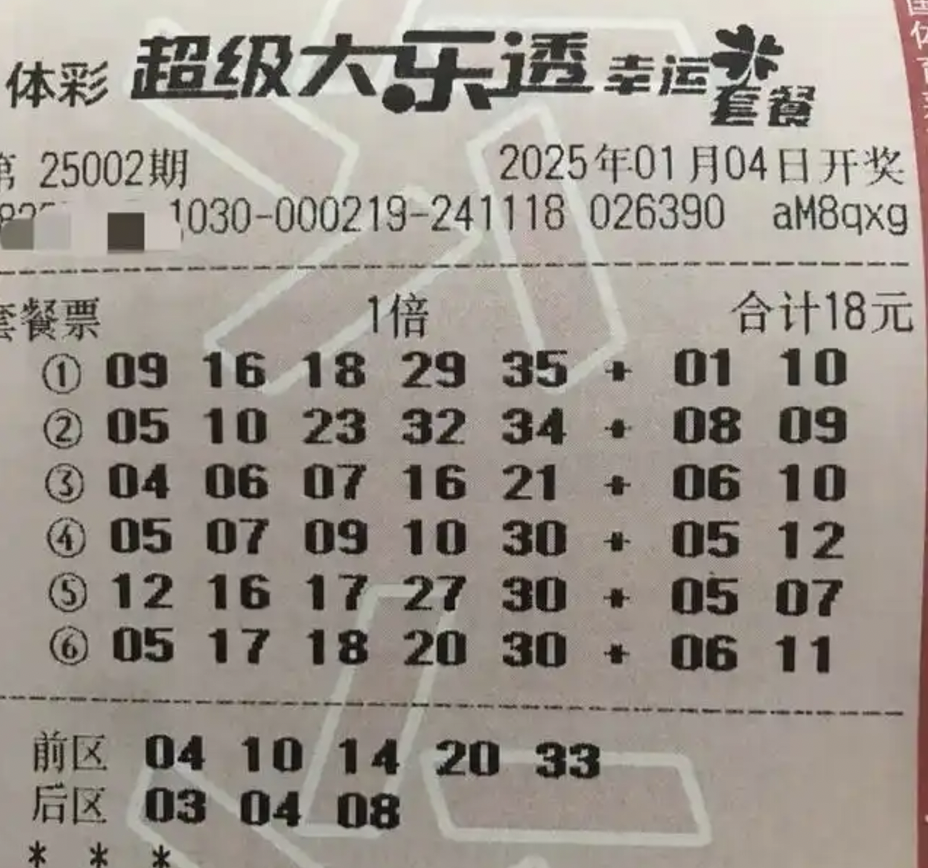 体彩 超级大乐透 幸运六套餐
第 25002期 2025年01月04日开奖
1030-000219-241118 026390 aM8qxg
套餐票 1倍 合计18元
① 09 16 18 29 35 + 01 10
② 05 10 23 32 34 + 08 09
③ 04 06 07 16 21 + 06 10
④ 05 07 09 10 30 + 05 12
⑤ 12 16 17 27 30 + 05 07
⑥ 05 17 18 20 30 + 06 11
前区 04 10 14 20 33
后区 03 04 08
* * *